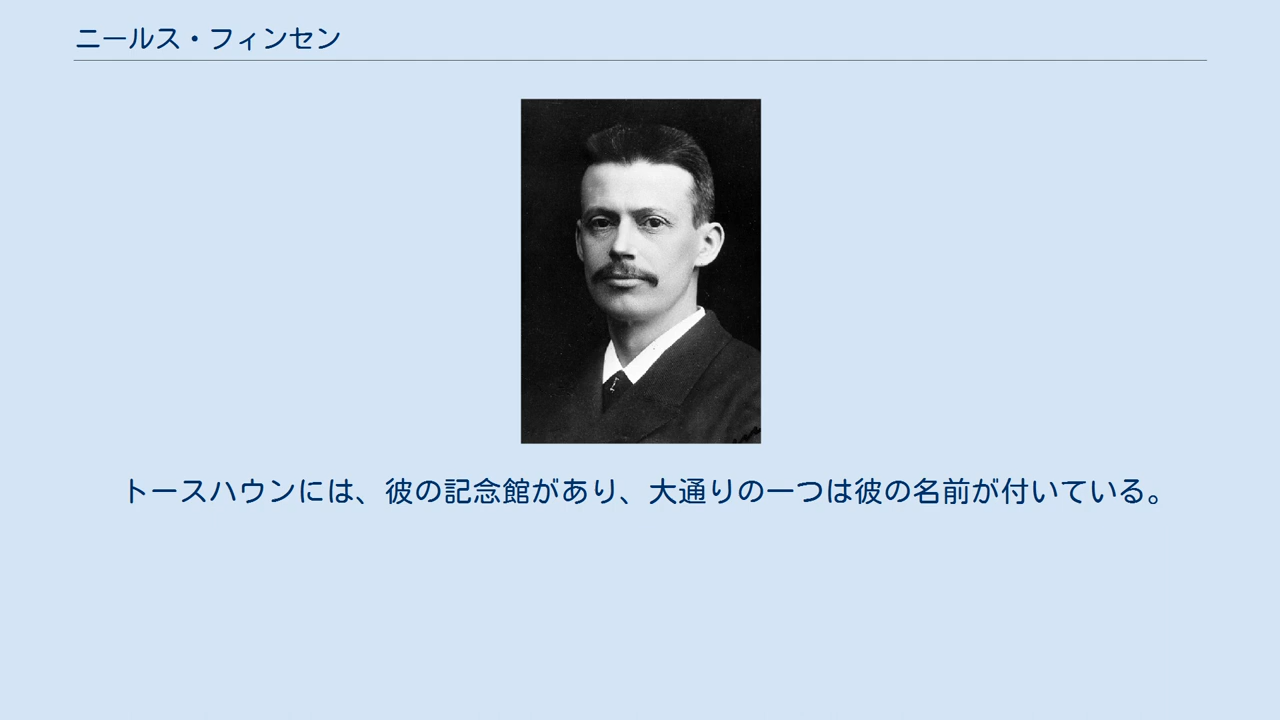 ニールス・フィンセン
トースハウンには、彼の記念館があり、大通りの一つは彼の名前が付いている。